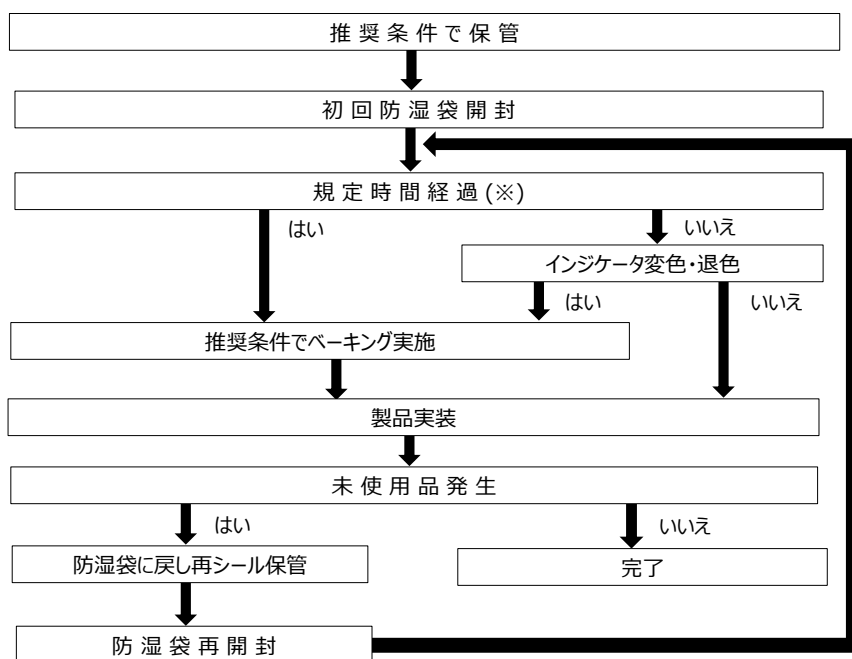 推奨条件で保管
初回防湿袋開封
規定時間経過(※)
はい
いいえ
インジケータ変色・退色
はい
いいえ
推奨条件でベーキング実施
製品実装
未使用品発生
はい
いいえ
防湿袋に戻し再シール保管
完了
防湿袋再開封